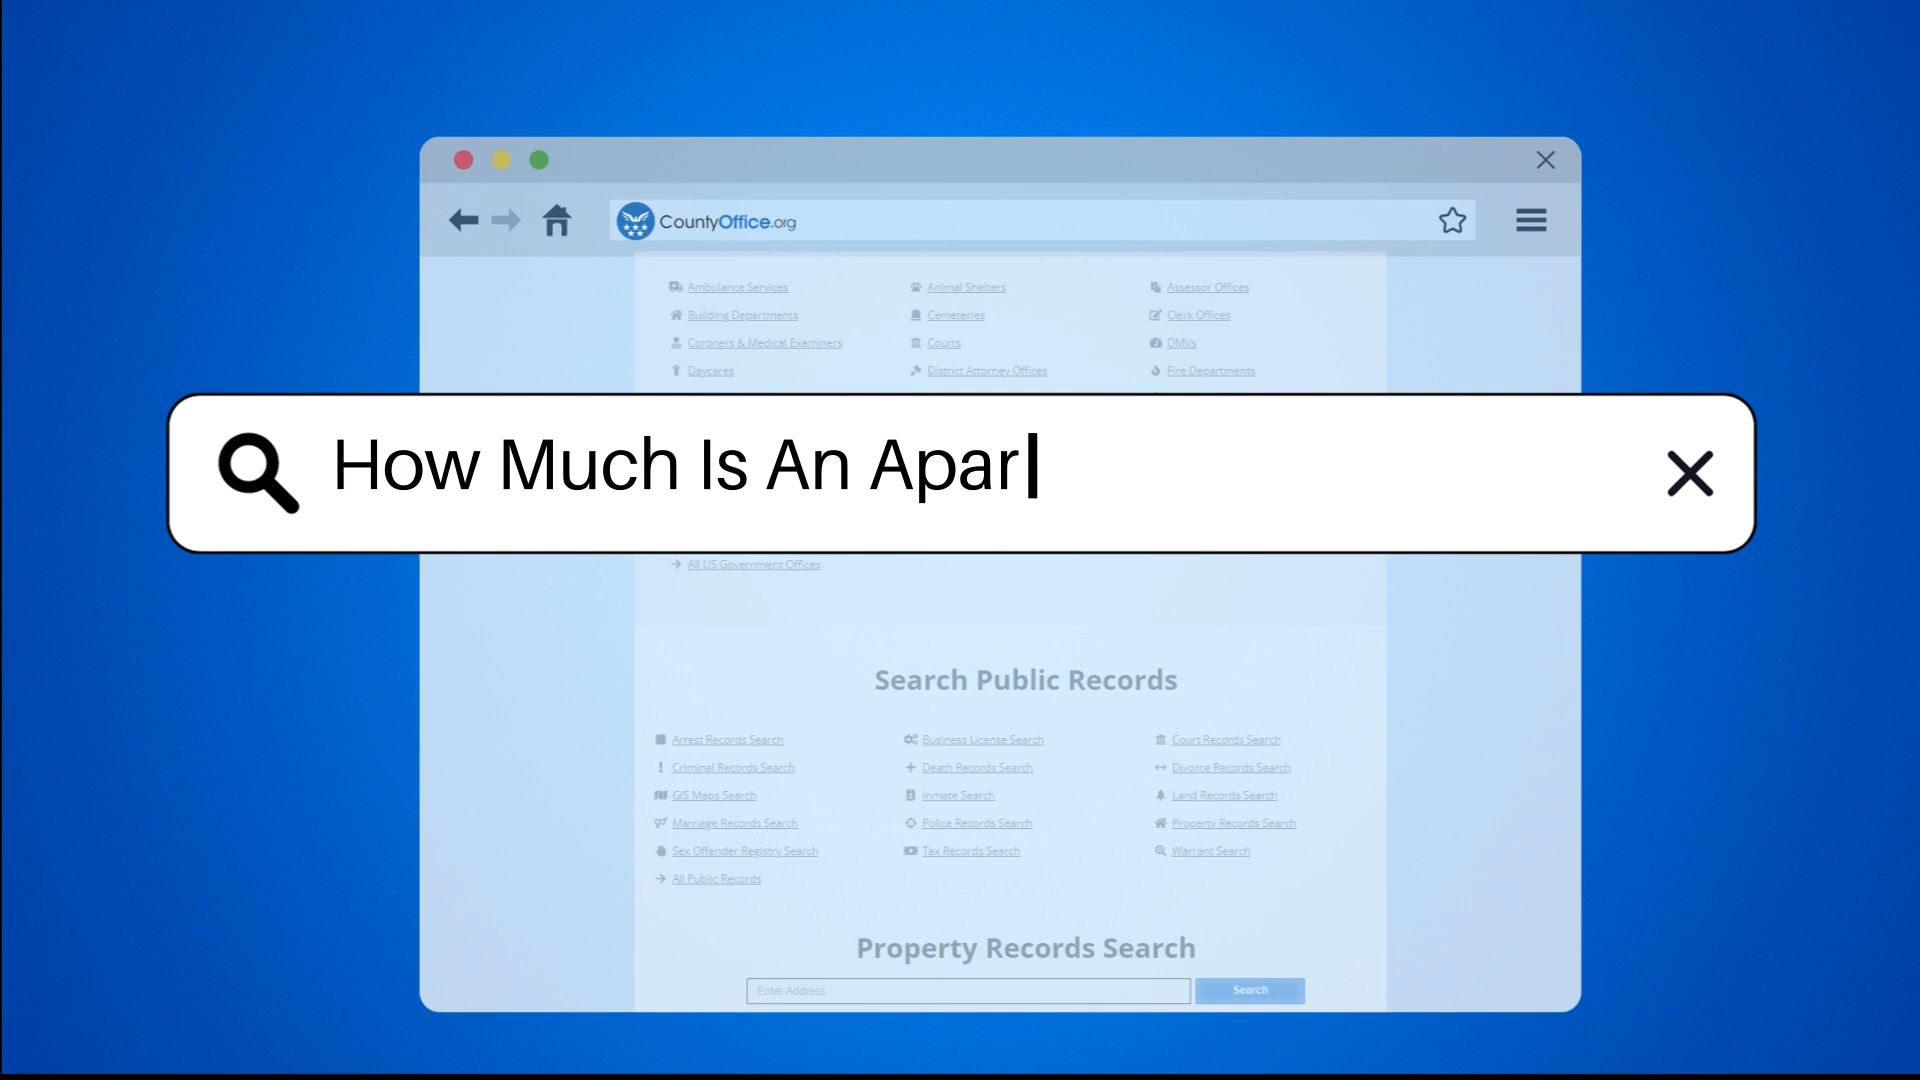 CountyOffice.org
Ambulance Services Animal Shelters Assessor Offices
Building Departments Cemeteries Clerk Offices
Coroners & Medical Examiners Courts DMVs
Daycares District Attorney Offices Fire Departments
How Much Is An Apar
All US Government Offices
Search Public Records
Arrest Records Search Business License Search Court Records Search
Criminal Records Search Death Records Search Divorce Records Search
GIS Maps Search Inmate Search Land Records Search
Marriage Records Search Police Records Search Property Records Search
Sex Offender Registry Search Tax Records Search Warrant Search
All Public Records
Property Records Search
Enter Address Search